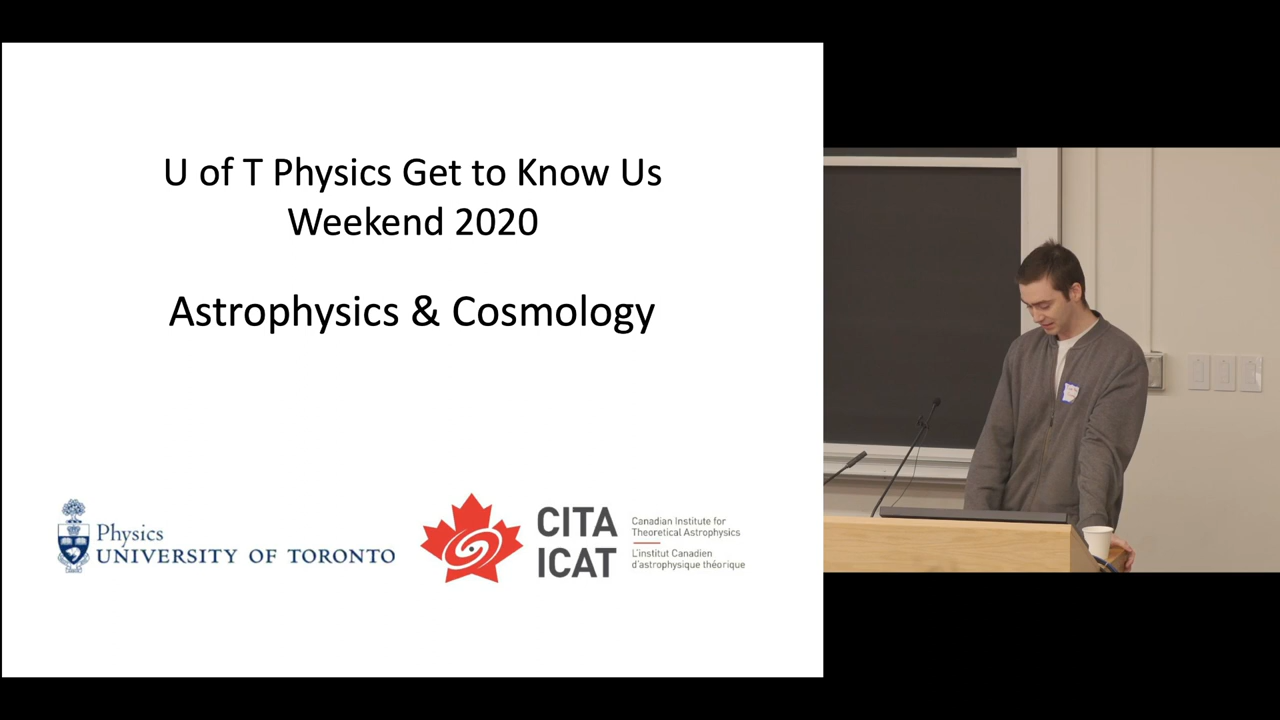 U of T Physics Get to Know Us
Weekend 2020
Astrophysics & Cosmology
Physics
UNIVERSITY OF TORONTO
CITA
ICAT
Canadian Institute for
Theoretical Astrophysics
L'institut Canadien
d'astrophysique théorique